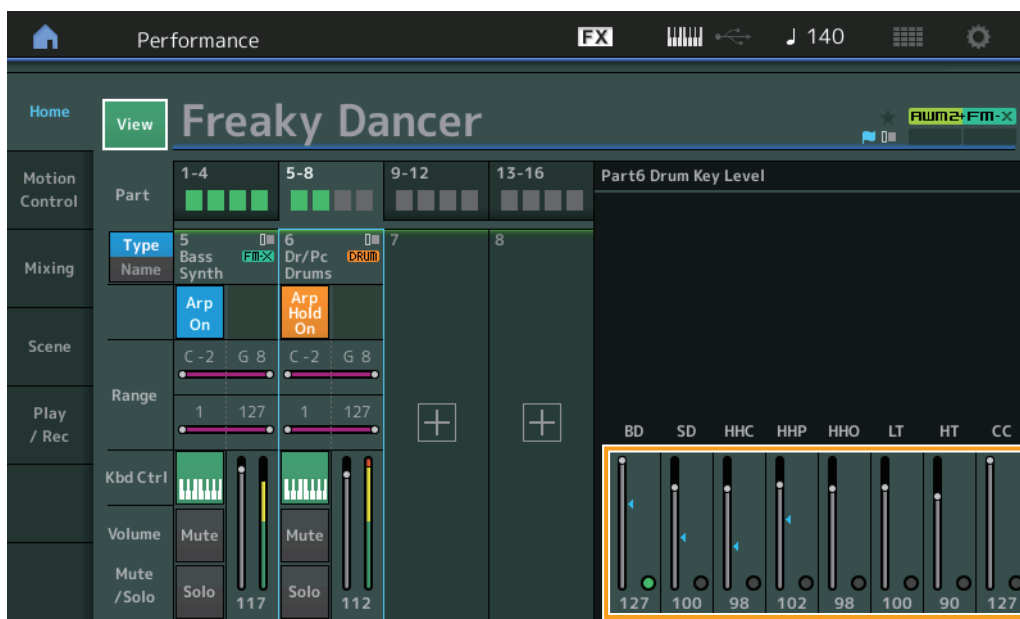 Performance
FX
140
Home
View
Freaky Dancer
AWM2+FM-X
Motion
Control
Part
1-4
5-8
9-12
13-16
Part6 Drum Key Level
Mixing
Type
Name
5
Bass
Synth
FM-X
6
Dr/Pc
Drums
DRUM
7
8
Arp
On
Arp
Hold
On
Scene
Range
C -2 G 8 C -2 G 8
1 127 1 127
Play
/ Rec
BD SD HHC HHP HHO LT HT CC
Kbd Ctrl
Volume
Mute
Mute
Mute
/Solo
Solo
117
Solo
112
127 100 98 102 98 100 90 127